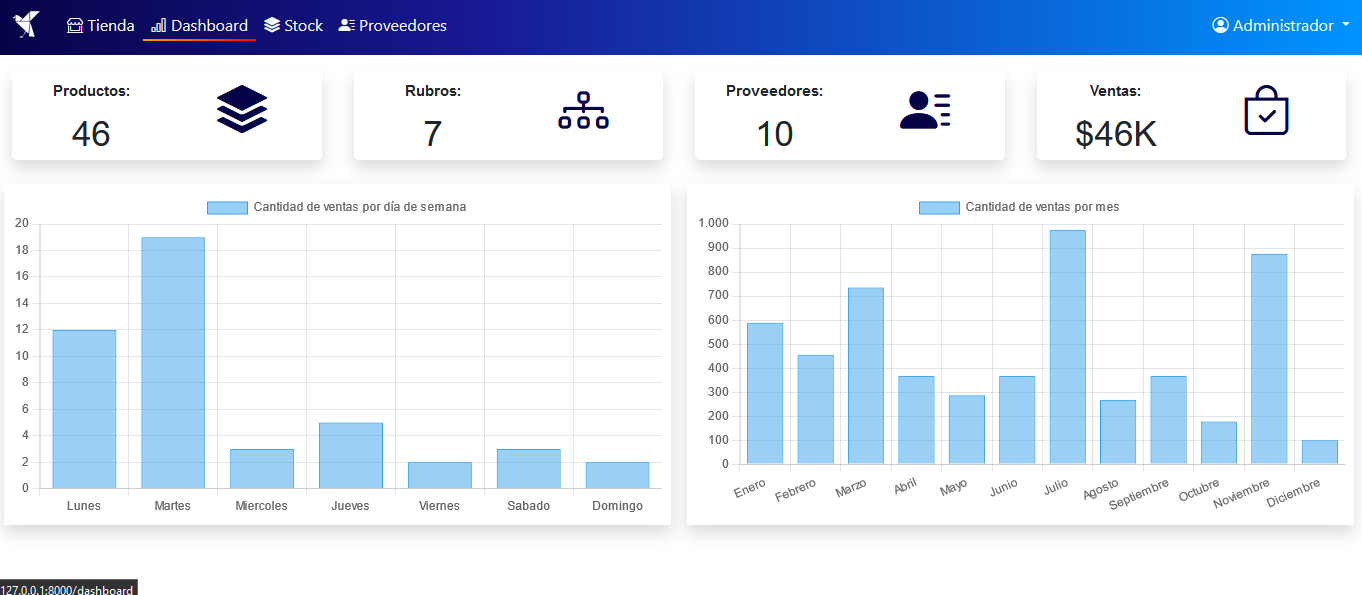 Tienda Dashboard Stock Proveedores Administrador
Productos: Rubros: Proveedores: Ventas:
46 7 10 $46K
Cantidad de ventas por día de semana
20
18
16
14
12
10
8
6
4
2
0
Lunes Martes Miercoles Jueves Viernes Sabado Domingo
Cantidad de ventas por mes
1.000
900
800
700
600
500
400
300
200
100
0
Enero Febrero Marzo Abril Mayo Junio Julio Agosto Septiembre Octubre Noviembre Diciembre
127.0.0.1:8000/dashboard